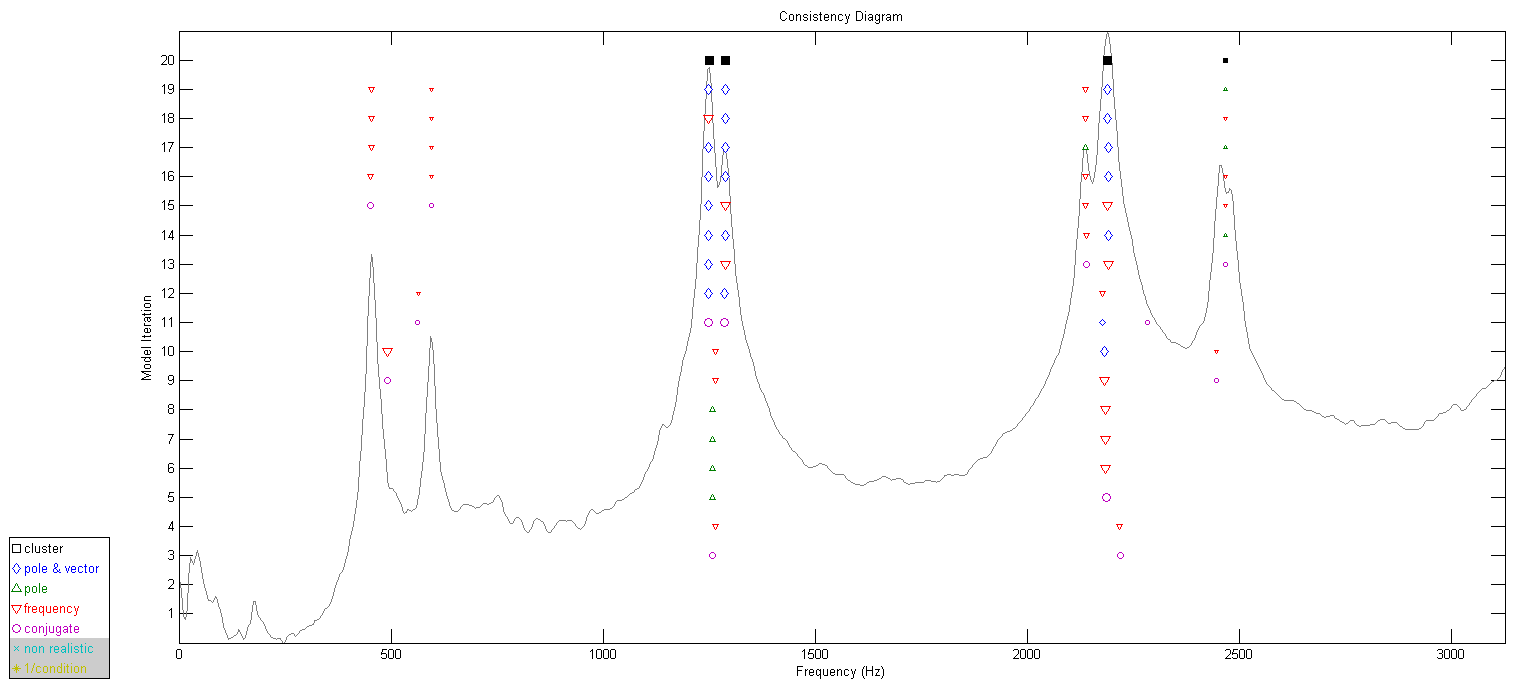 Consistency Diagram
20
19
18
17
16
15
14
13
12
11
10
9
8
7
6
5
4
3
2
1
Model Iteration
0 500 1000 1500 2000 2500 3000
Frequency (Hz)
cluster
pole & vector
pole
frequency
conjugate
non realistic
1/condition